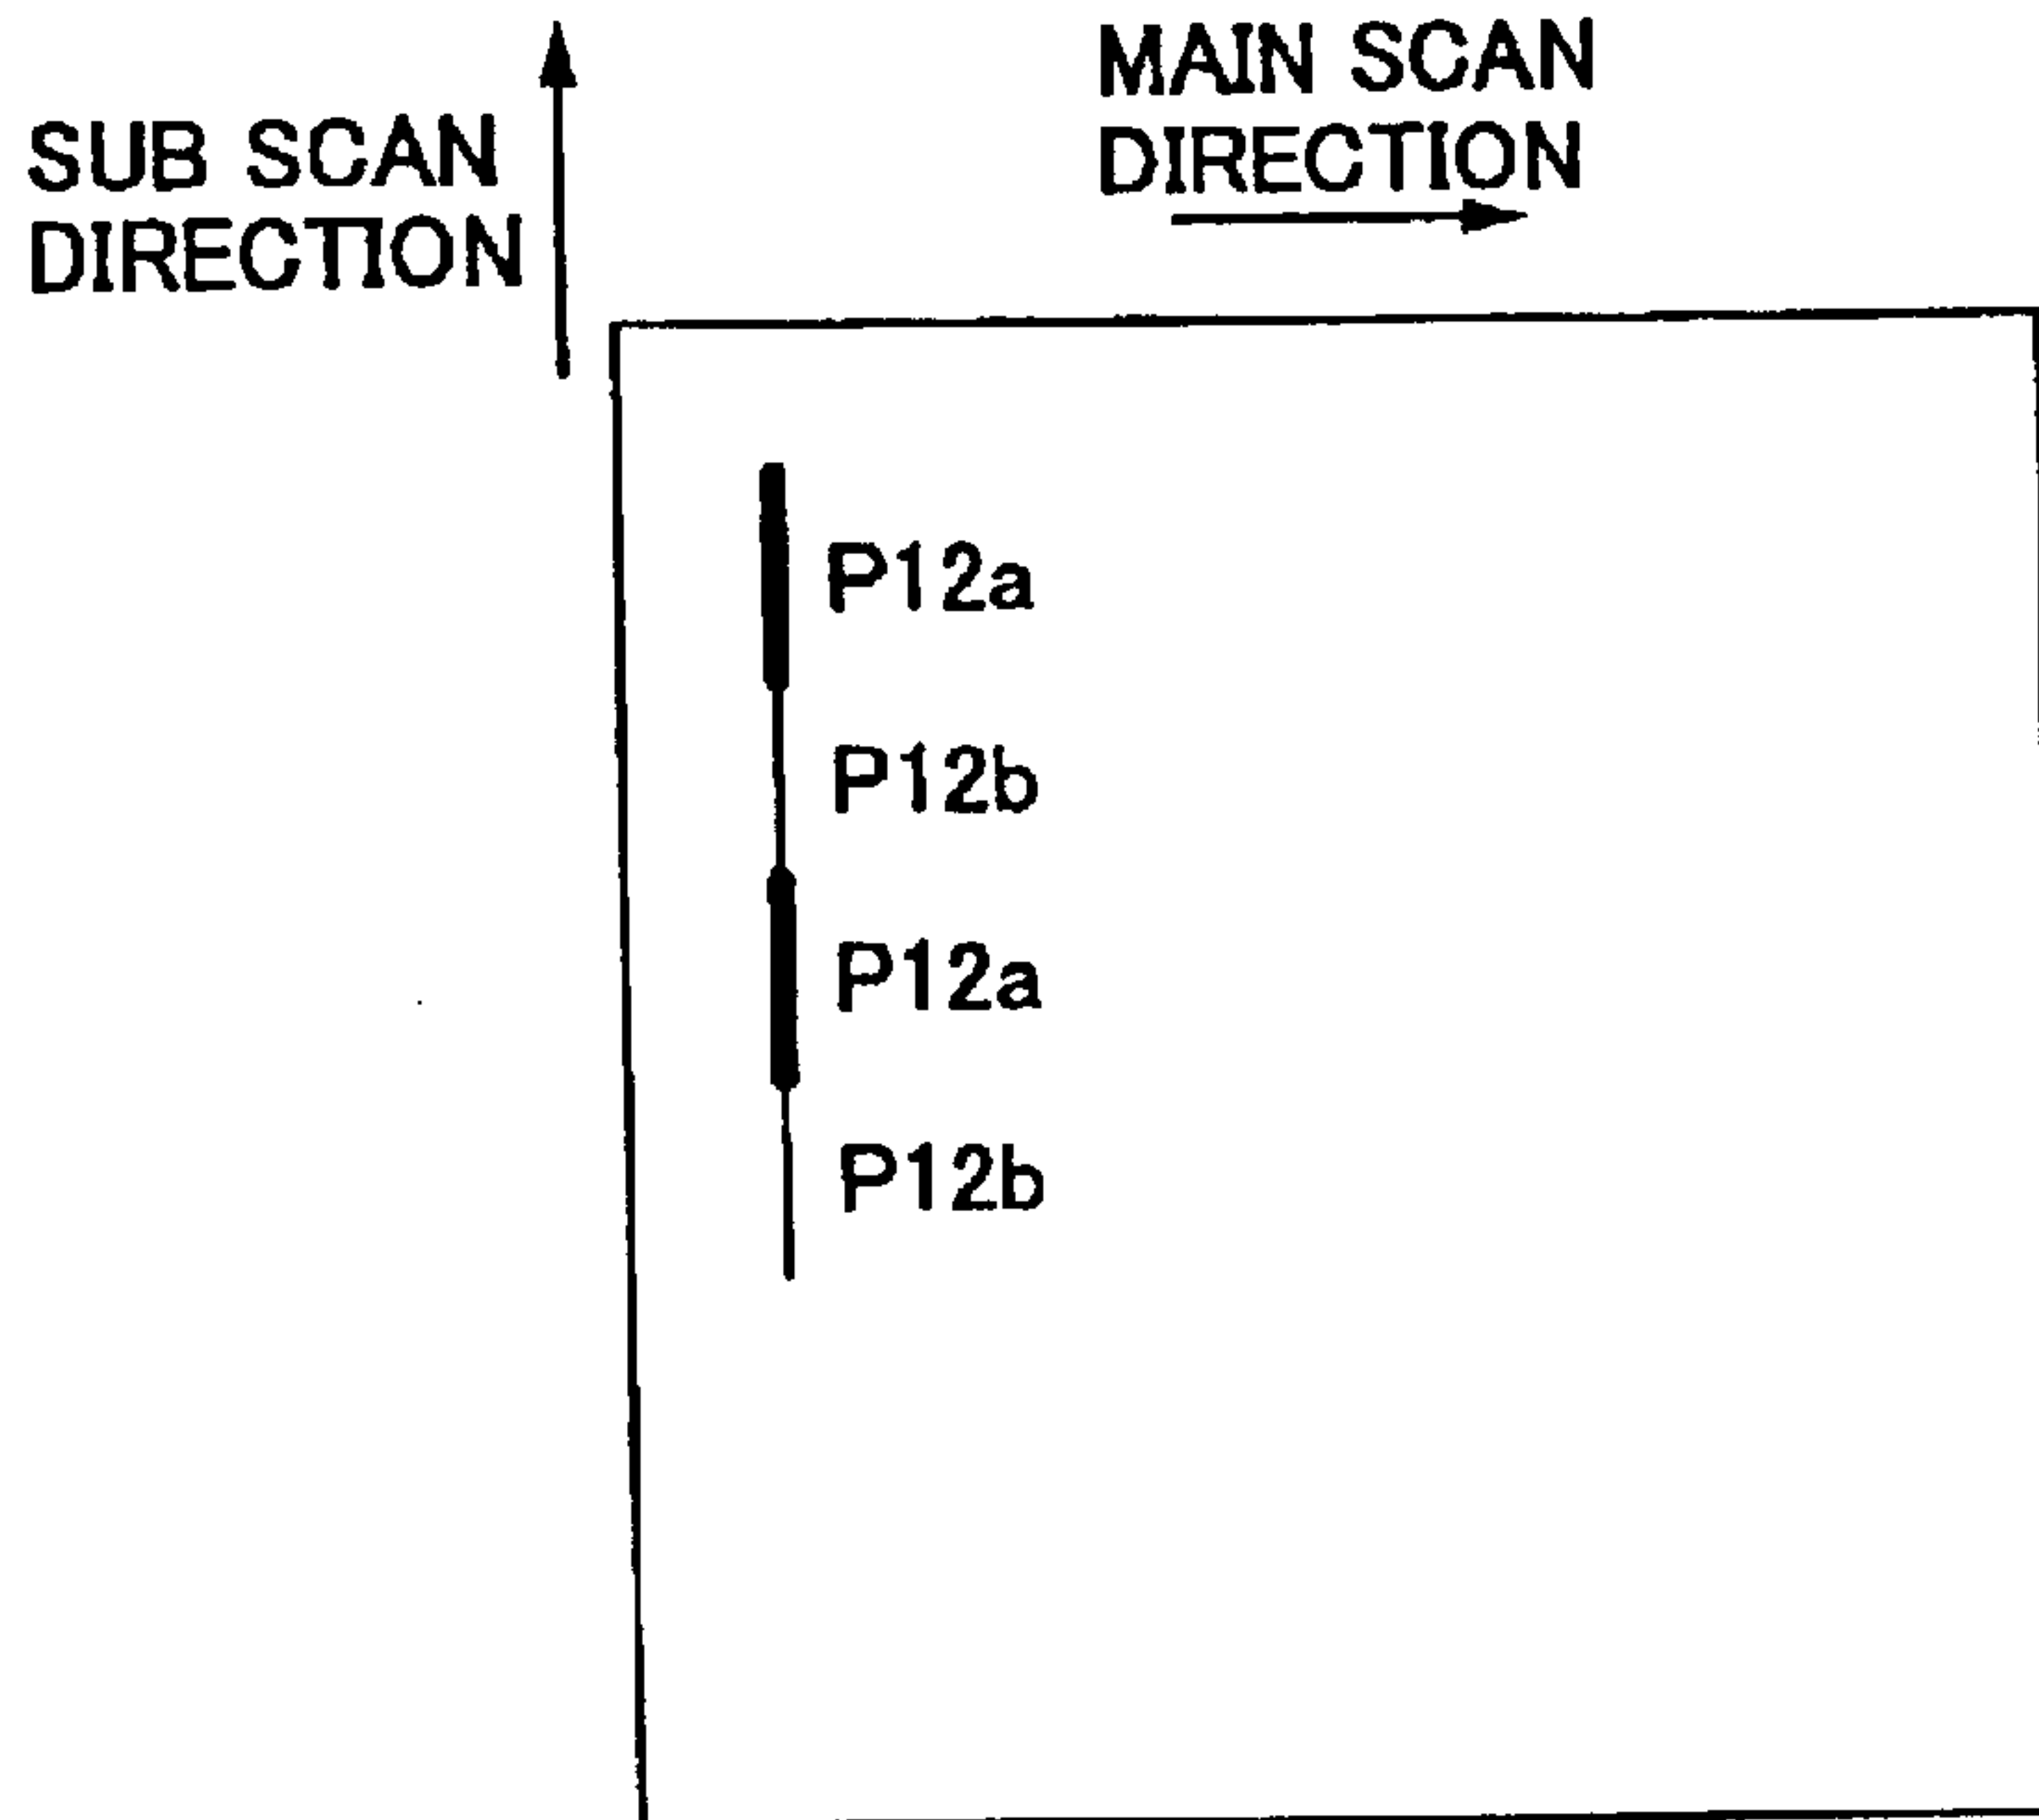 SUB SCAN
DIRECTION
MAIN SCAN
DIRECTION
P12a
P12b
P12a
P12b